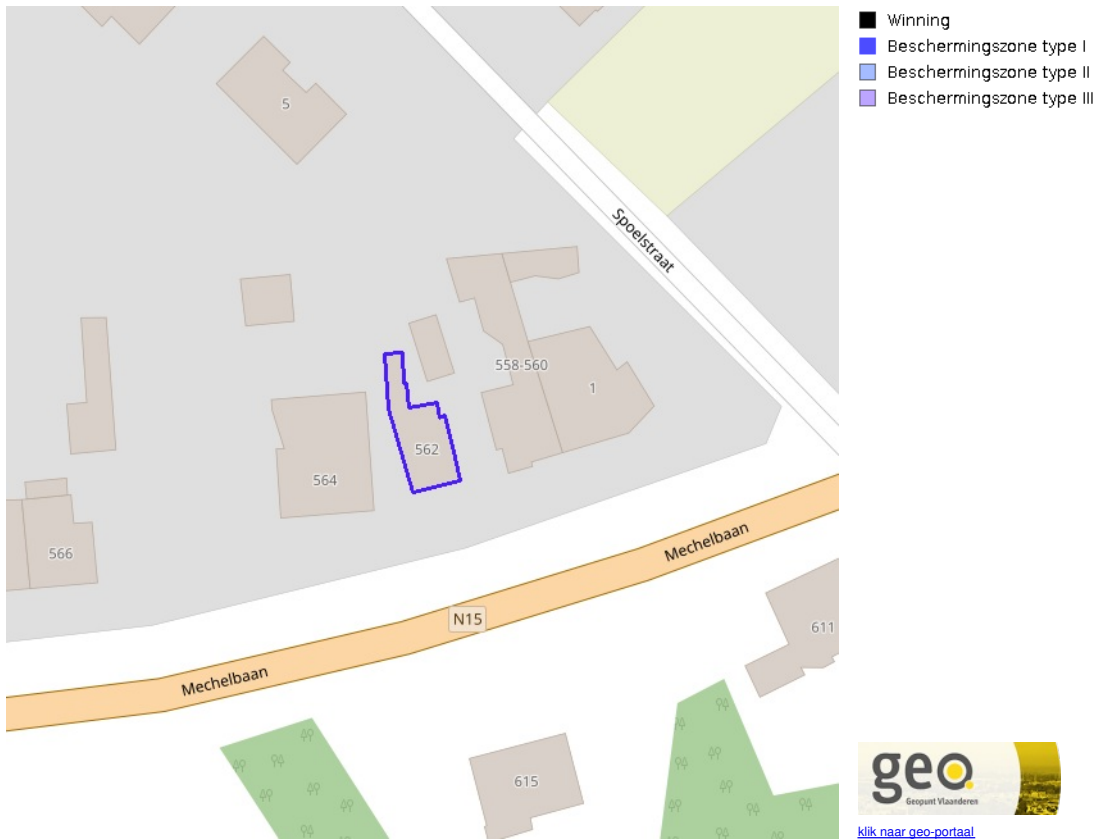 Winning
Beschermingszone type I
Beschermingszone type II
Beschermingszone type III
5
Spoelstraat
558-560
1
562
564
566
Mechelbaan
N15
611
Mechelbaan
615
geo.
Geopunt Vlaanderen
klik naar geo-portaal